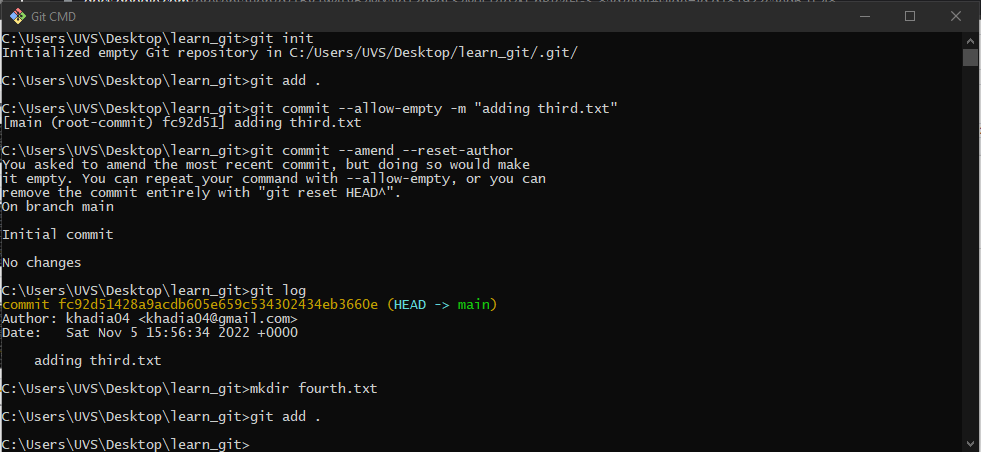 Git CMD
C:\Users\UVS\Desktop\learn_git>git init
Initialized empty Git repository in C:/Users/UVS/Desktop/learn_git/.git/
C:\Users\UVS\Desktop\learn_git>git add .
C:\Users\UVS\Desktop\learn_git>git commit --allow-empty -m "adding third.txt"
[main (root-commit) fc92d51] adding third.txt
C:\Users\UVS\Desktop\learn_git>git commit --amend --reset-author
You asked to amend the most recent commit, but doing so would make
it empty. You can repeat your command with --allow-empty, or you can
remove the commit entirely with "git reset HEAD^".
On branch main
Initial commit
No changes
C:\Users\UVS\Desktop\learn_git>git log
commit fc92d51428a9acdb605e659c534302434eb3660e (HEAD -> main)
Author: khadia04 <khadia04@gmail.com>
Date:   Sat Nov 5 15:56:34 2022 +0000
    adding third.txt
C:\Users\UVS\Desktop\learn_git>mkdir fourth.txt
C:\Users\UVS\Desktop\learn_git>git add .
C:\Users\UVS\Desktop\learn_git>